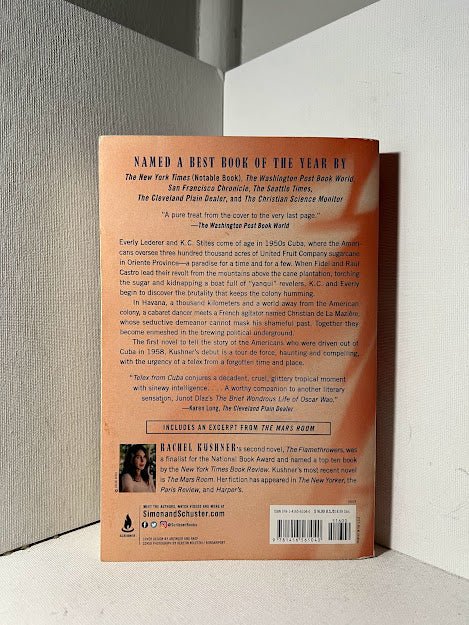 NAMED A BEST BOOK OF THE YEAR BY
The New York Times (Notable Book), The Washington Post Book World,
San Francisco Chronicle, The Seattle Times,
The Cleveland Plain Dealer, and The Christian Science Monitor
"A pure treat from the cover to the very last page."
—The Washington Post Book World
Everly Lederer and K.C. Stites come of age in 1950s Cuba, where the Ameri-
cans oversee three hundred thousand acres of United Fruit Company sugarcane
in Oriente Province—a paradise for a time and for a few. When Fidel and Raúl
Castro lead their revolt from the mountains above the cane plantation, torching
the sugar and kidnapping a boat full of "yanqui" revelers, K.C. and Everly
begin to discover the brutality that keeps the colony humming.
In Havana, a thousand kilometers and a world away from the American
colony, a cabaret dancer meets a French agitator named Christian de La Mazière,
whose seductive demeanor cannot mask his shameful past. Together they
become enmeshed in the brewing political underground.
The first novel to tell the story of the Americans who were driven out of
Cuba in 1958, Kushner's debut is a tour de force, haunting and compelling,
with the urgency of a telex from a forgotten time and place.
"Telex from Cuba conjures a decadent, cruel, glittery tropical moment
with sinewy intelligence. . . . A worthy companion to another literary
sensation, Junot Díaz's The Brief Wondrous Life of Oscar Wao."
—Karen Long, The Cleveland Plain Dealer
INCLUDES AN EXCERPT FROM THE MARS ROOM
RACHEL KUSHNER's second novel, The Flamethrowers, was
a finalist for the National Book Award and named a top ten book
by the New York Times Book Review. Kushner's most recent novel
is The Mars Room. Her fiction has appeared in The New Yorker, the
Paris Review, and Harper's.
MEET THE AUTHORS, WATCH VIDEOS AND MORE AT
SimonandSchuster.com
@ScribnerBooks
SCRIBNER
51600
9 781416 561040